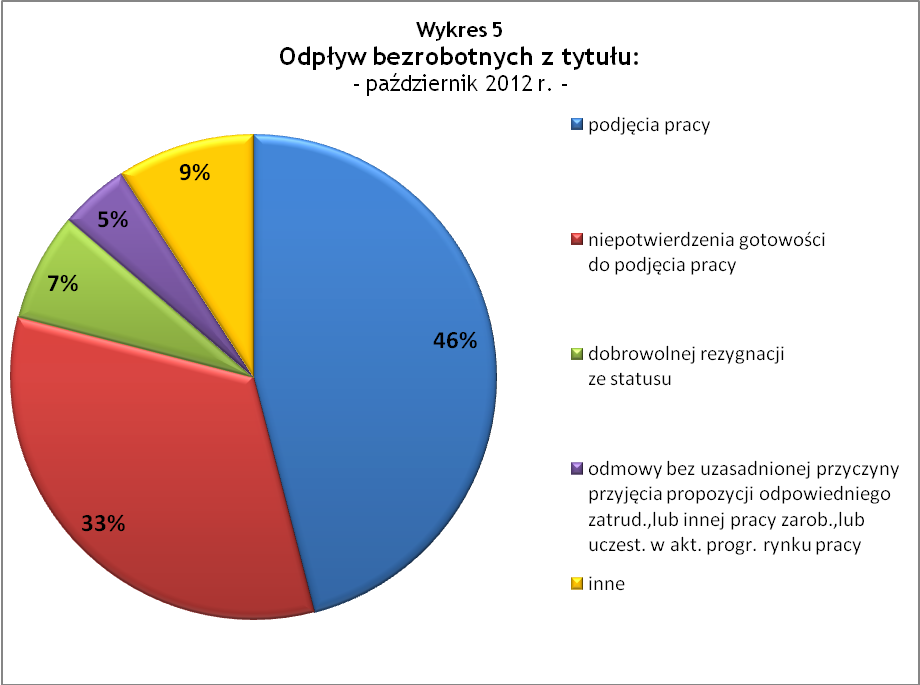 Wykres 5
Odpływ bezrobotnych z tytułu:
- październik 2012 r. -
podjęcia pracy
niepotwierdzenia gotowości
do podjęcia pracy
dobrowolnej rezygnacji
ze statusu
odmowy bez uzasadnionej przyczyny
przyjęcia propozycji odpowiedniego
zatrud.,lub innej pracy zarob.,lub
uczest. w akt. progr. rynku pracy
inne
9%
5%
7%
46%
33%